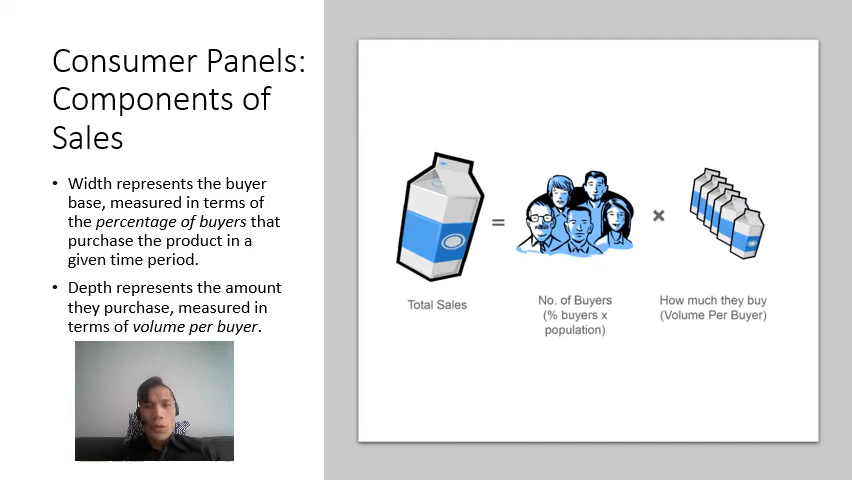 Consumer Panels:
Components of
Sales
• Width represents the buyer
base, measured in terms of
the percentage of buyers that
purchase the product in a
given time period.
• Depth represents the amount
they purchase, measured in
terms of volume per buyer.
=
×
Total Sales
No. of Buyers
(% buyers x
population)
How much they buy
(Volume Per Buyer)